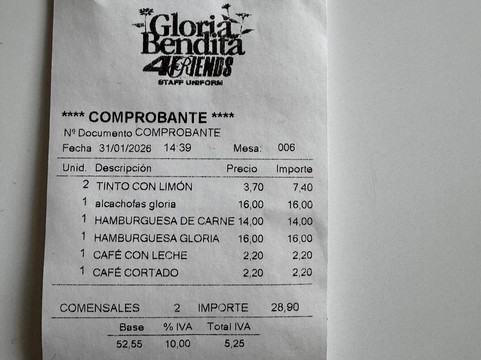 Gloria
Bendita
4FRIENDS
STAFF UNIFORM
**** COMPROBANTE ****
Nº Documento COMPROBANTE
Fecha 31/01/2026 14:39 Mesa: 006
Unid. Descripción Precio Importe
2 TINTO CON LIMÓN 3,70 7,40
1 alcachofas gloria 16,00 16,00
1 HAMBURGUESA DE CARNE 14,00 14,00
1 HAMBURGUESA GLORIA 16,00 16,00
1 CAFÉ CON LECHE 2,20 2,20
1 CAFÉ CORTADO 2,20 2,20
COMENSALES 2 IMPORTE 28,90
Base % IVA Total IVA
52,55 10,00 5,25